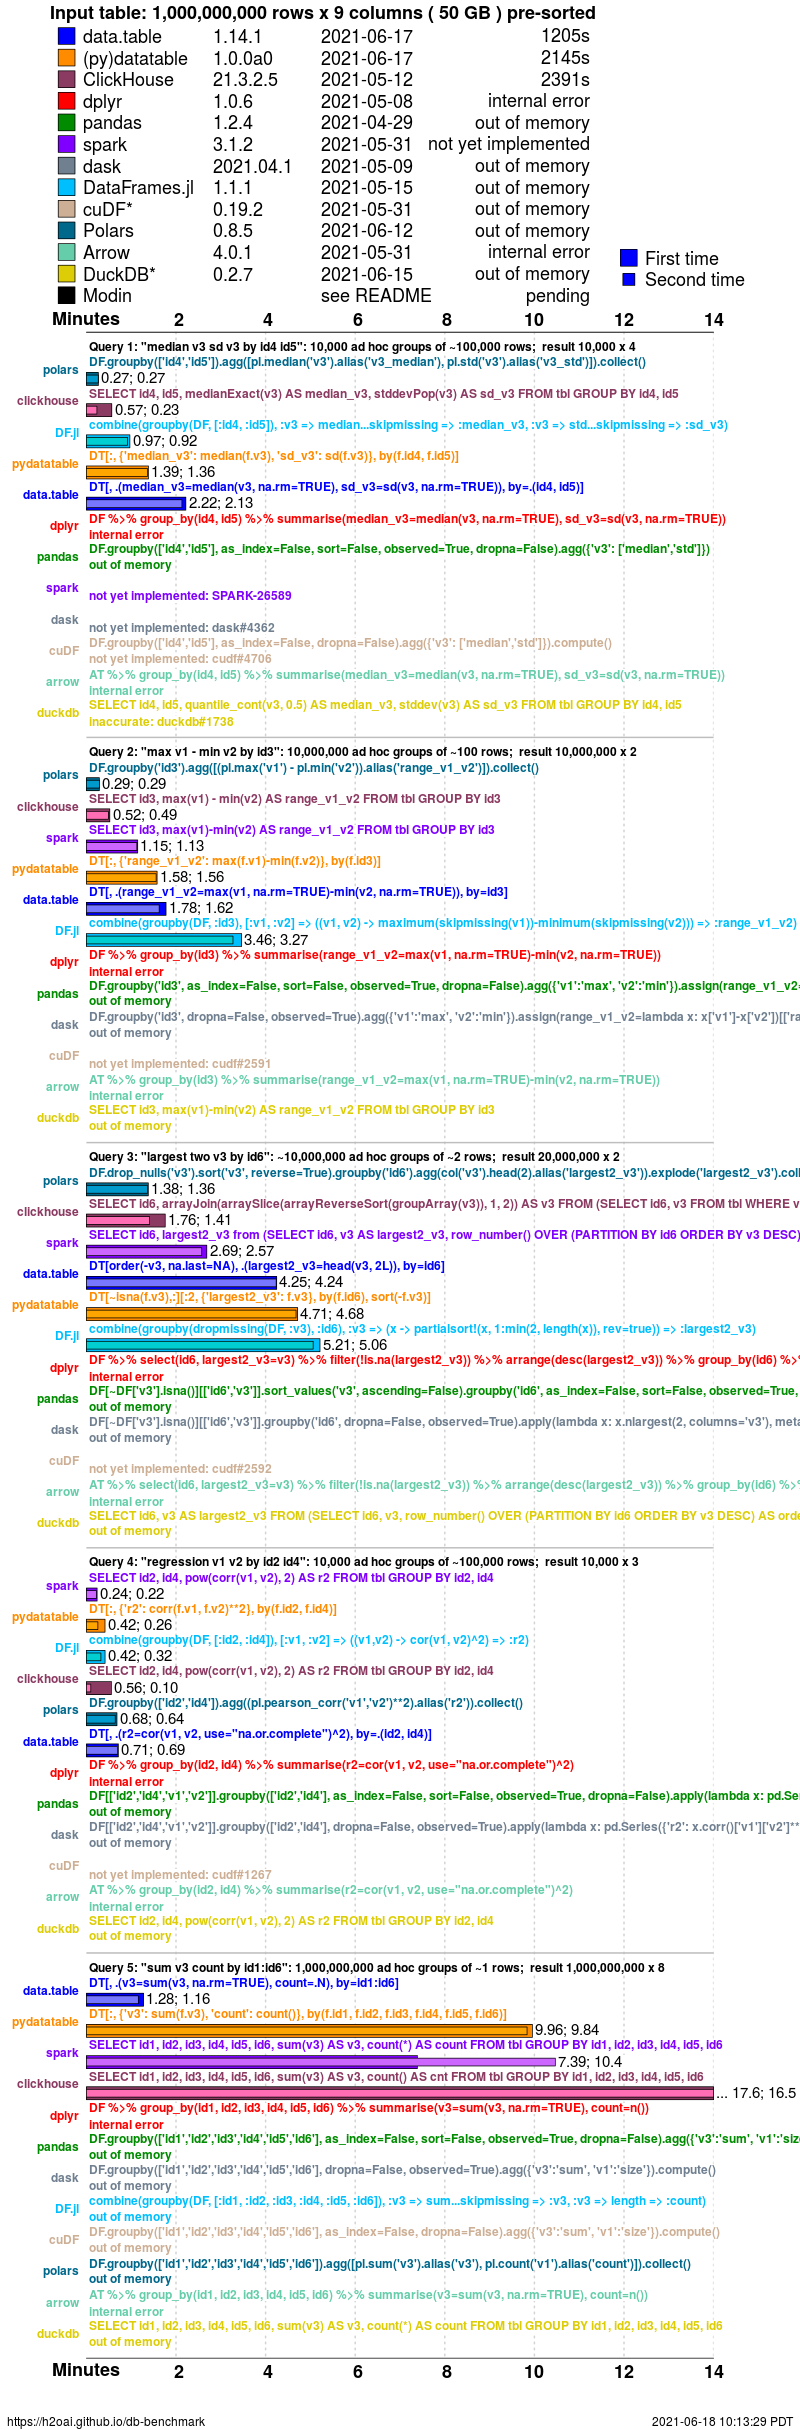 Input table: 1,000,000,000 rows x 9 columns ( 50 GB ) pre-sorted
data.table 1.14.1 2021-06-17 1205s
(py)datatable 1.0.0a0 2021-06-17 2145s
ClickHouse 21.3.2.5 2021-05-12 2391s
dplyr 1.0.6 2021-05-08 internal error
pandas 1.2.4 2021-04-29 out of memory
spark 3.1.2 2021-05-31 not yet implemented
dask 2021.04.1 2021-05-09 out of memory
DataFrames.jl 1.1.1 2021-05-15 out of memory
cuDF* 0.19.2 2021-05-31 out of memory
Polars 0.8.5 2021-06-12 out of memory
Arrow 4.0.1 2021-05-31 internal error
DuckDB* 0.2.7 2021-06-15 out of memory
Modin see README pending
First time
Second time
Minutes 2 4 6 8 10 12 14
Query 1: "median v3 sd v3 by id4 id5": 10,000 ad hoc groups of ~100,000 rows; result 10,000 x 4
polars DF.groupby(['id4','id5']).agg([pl.median('v3').alias('v3_median'), pl.std('v3').alias('v3_std')]).collect()
0.27; 0.27
clickhouse SELECT id4, id5, medianExact(v3) AS median_v3, stddevPop(v3) AS sd_v3 FROM tbl GROUP BY id4, id5
0.57; 0.23
DF.jl combine(groupby(DF, [:id4, :id5]), :v3 => median...skipmissing => :median_v3, :v3 => std...skipmissing => :sd_v3)
0.97; 0.92
pydatatable DT[:, {'median_v3': median(f.v3), 'sd_v3': sd(f.v3)}, by(f.id4, f.id5)]
1.39; 1.36
data.table DT[, .(median_v3=median(v3, na.rm=TRUE), sd_v3=sd(v3, na.rm=TRUE)), by=.(id4, id5)]
2.22; 2.13
dplyr DF %>% group_by(id4, id5) %>% summarise(median_v3=median(v3, na.rm=TRUE), sd_v3=sd(v3, na.rm=TRUE))
internal error
pandas DF.groupby(['id4','id5'], as_index=False, sort=False, observed=True, dropna=False).agg({'v3': ['median','std']})
out of memory
spark
not yet implemented: SPARK-26589
dask
not yet implemented: dask#4362
cuDF DF.groupby(['id4','id5'], as_index=False, dropna=False).agg({'v3': ['median','std']}).compute()
not yet implemented: cudf#4706
arrow AT %>% group_by(id4, id5) %>% summarise(median_v3=median(v3, na.rm=TRUE), sd_v3=sd(v3, na.rm=TRUE))
internal error
duckdb SELECT id4, id5, quantile_cont(v3, 0.5) AS median_v3, stddev(v3) AS sd_v3 FROM tbl GROUP BY id4, id5
inaccurate: duckdb#1738
Query 2: "max v1 - min v2 by id3": 10,000,000 ad hoc groups of ~100 rows; result 10,000,000 x 2
polars DF.groupby('id3').agg([(pl.max('v1') - pl.min('v2')).alias('range_v1_v2')]).collect()
0.29; 0.29
clickhouse SELECT id3, max(v1) - min(v2) AS range_v1_v2 FROM tbl GROUP BY id3
0.52; 0.49
spark SELECT id3, max(v1)-min(v2) AS range_v1_v2 FROM tbl GROUP BY id3
1.15; 1.13
pydatatable DT[:, {'range_v1_v2': max(f.v1)-min(f.v2)}, by(f.id3)]
1.58; 1.56
data.table DT[, .(range_v1_v2=max(v1, na.rm=TRUE)-min(v2, na.rm=TRUE)), by=id3]
1.78; 1.62
DF.jl combine(groupby(DF, :id3), [:v1, :v2] => ((v1, v2) -> maximum(skipmissing(v1))-minimum(skipmissing(v2))) => :range_v1_v2)
3.46; 3.27
dplyr DF %>% group_by(id3) %>% summarise(range_v1_v2=max(v1, na.rm=TRUE)-min(v2, na.rm=TRUE))
internal error
pandas DF.groupby('id3', as_index=False, sort=False, observed=True, dropna=False).agg({'v1':'max', 'v2':'min'}).assign(range_v1_v2=
out of memory
dask DF.groupby('id3', dropna=False, observed=True).agg({'v1':'max', 'v2':'min'}).assign(range_v1_v2=lambda x: x['v1']-x['v2'])[['ra
out of memory
cuDF
not yet implemented: cudf#2591
arrow AT %>% group_by(id3) %>% summarise(range_v1_v2=max(v1, na.rm=TRUE)-min(v2, na.rm=TRUE))
internal error
duckdb SELECT id3, max(v1)-min(v2) AS range_v1_v2 FROM tbl GROUP BY id3
out of memory
Query 3: "largest two v3 by id6": ~10,000,000 ad hoc groups of ~2 rows; result 20,000,000 x 2
polars DF.drop_nulls('v3').sort('v3', reverse=True).groupby('id6').agg(col('v3').head(2).alias('largest2_v3')).explode('largest2_v3').coll
1.38; 1.36
clickhouse SELECT id6, arrayJoin(arraySlice(arrayReverseSort(groupArray(v3)), 1, 2)) AS v3 FROM (SELECT id6, v3 FROM tbl WHERE v
1.76; 1.41
spark SELECT id6, largest2_v3 from (SELECT id6, v3 AS largest2_v3, row_number() OVER (PARTITION BY id6 ORDER BY v3 DESC)
2.69; 2.57
data.table DT[order(-v3, na.last=NA), .(largest2_v3=head(v3, 2L)), by=id6]
4.25; 4.24
pydatatable DT[~isna(f.v3),:][:2, {'largest2_v3': f.v3}, by(f.id6), sort(-f.v3)]
4.71; 4.68
DF.jl combine(groupby(dropmissing(DF, :v3), :id6), :v3 => (x -> partialsort!(x, 1:min(2, length(x)), rev=true)) => :largest2_v3)
5.21; 5.06
dplyr DF %>% select(id6, largest2_v3=v3) %>% filter(!is.na(largest2_v3)) %>% arrange(desc(largest2_v3)) %>% group_by(id6) %>%
internal error
pandas DF[~DF['v3'].isna()][['id6','v3']].sort_values('v3', ascending=False).groupby('id6', as_index=False, sort=False, observed=True,
out of memory
dask DF[~DF['v3'].isna()][['id6','v3']].groupby('id6', dropna=False, observed=True).apply(lambda x: x.nlargest(2, columns='v3'), meta
out of memory
cuDF
not yet implemented: cudf#2592
arrow AT %>% select(id6, largest2_v3=v3) %>% filter(!is.na(largest2_v3)) %>% arrange(desc(largest2_v3)) %>% group_by(id6) %>%
internal error
duckdb SELECT id6, v3 AS largest2_v3 FROM (SELECT id6, v3, row_number() OVER (PARTITION BY id6 ORDER BY v3 DESC) AS orde
out of memory
Query 4: "regression v1 v2 by id2 id4": 10,000 ad hoc groups of ~100,000 rows; result 10,000 x 3
spark SELECT id2, id4, pow(corr(v1, v2), 2) AS r2 FROM tbl GROUP BY id2, id4
0.24; 0.22
pydatatable DT[:, {'r2': corr(f.v1, f.v2)**2}, by(f.id2, f.id4)]
0.42; 0.26
DF.jl combine(groupby(DF, [:id2, :id4]), [:v1, :v2] => ((v1,v2) -> cor(v1, v2)^2) => :r2)
0.42; 0.32
clickhouse SELECT id2, id4, pow(corr(v1, v2), 2) AS r2 FROM tbl GROUP BY id2, id4
0.56; 0.10
polars DF.groupby(['id2','id4']).agg((pl.pearson_corr('v1','v2')**2).alias('r2')).collect()
0.68; 0.64
data.table DT[, .(r2=cor(v1, v2, use="na.or.complete")^2), by=.(id2, id4)]
0.71; 0.69
dplyr DF %>% group_by(id2, id4) %>% summarise(r2=cor(v1, v2, use="na.or.complete")^2)
internal error
pandas DF[['id2','id4','v1','v2']].groupby(['id2','id4'], as_index=False, sort=False, observed=True, dropna=False).apply(lambda x: pd.Ser
out of memory
dask DF[['id2','id4','v1','v2']].groupby(['id2','id4'], dropna=False, observed=True).apply(lambda x: pd.Series({'r2': x.corr()['v1']['v2']**
out of memory
cuDF
not yet implemented: cudf#1267
arrow AT %>% group_by(id2, id4) %>% summarise(r2=cor(v1, v2, use="na.or.complete")^2)
internal error
duckdb SELECT id2, id4, pow(corr(v1, v2), 2) AS r2 FROM tbl GROUP BY id2, id4
out of memory
Query 5: "sum v3 count by id1:id6": 1,000,000,000 ad hoc groups of ~1 rows; result 1,000,000,000 x 8
data.table DT[, .(v3=sum(v3, na.rm=TRUE), count=.N), by=id1:id6]
1.28; 1.16
pydatatable DT[:, {'v3': sum(f.v3), 'count': count()}, by(f.id1, f.id2, f.id3, f.id4, f.id5, f.id6)]
9.96; 9.84
spark SELECT id1, id2, id3, id4, id5, id6, sum(v3) AS v3, count(*) AS count FROM tbl GROUP BY id1, id2, id3, id4, id5, id6
7.39; 10.4
clickhouse SELECT id1, id2, id3, id4, id5, id6, sum(v3) AS v3, count() AS cnt FROM tbl GROUP BY id1, id2, id3, id4, id5, id6
... 17.6; 16.5
dplyr DF %>% group_by(id1, id2, id3, id4, id5, id6) %>% summarise(v3=sum(v3, na.rm=TRUE), count=n())
internal error
pandas DF.groupby(['id1','id2','id3','id4','id5','id6'], as_index=False, sort=False, observed=True, dropna=False).agg({'v3':'sum', 'v1':'size
out of memory
dask DF.groupby(['id1','id2','id3','id4','id5','id6'], dropna=False, observed=True).agg({'v3':'sum', 'v1':'size'}).compute()
out of memory
DF.jl combine(groupby(DF, [:id1, :id2, :id3, :id4, :id5, :id6]), :v3 => sum...skipmissing => :v3, :v3 => length => :count)
out of memory
cuDF DF.groupby(['id1','id2','id3','id4','id5','id6'], as_index=False, dropna=False).agg({'v3':'sum', 'v1':'size'}).compute()
out of memory
polars DF.groupby(['id1','id2','id3','id4','id5','id6']).agg([pl.sum('v3').alias('v3'), pl.count('v1').alias('count')]).collect()
out of memory
arrow AT %>% group_by(id1, id2, id3, id4, id5, id6) %>% summarise(v3=sum(v3, na.rm=TRUE), count=n())
internal error
duckdb SELECT id1, id2, id3, id4, id5, id6, sum(v3) AS v3, count(*) AS count FROM tbl GROUP BY id1, id2, id3, id4, id5, id6
out of memory
Minutes 2 4 6 8 10 12 14
https://h2oai.github.io/db-benchmark 2021-06-18 10:13:29 PDT